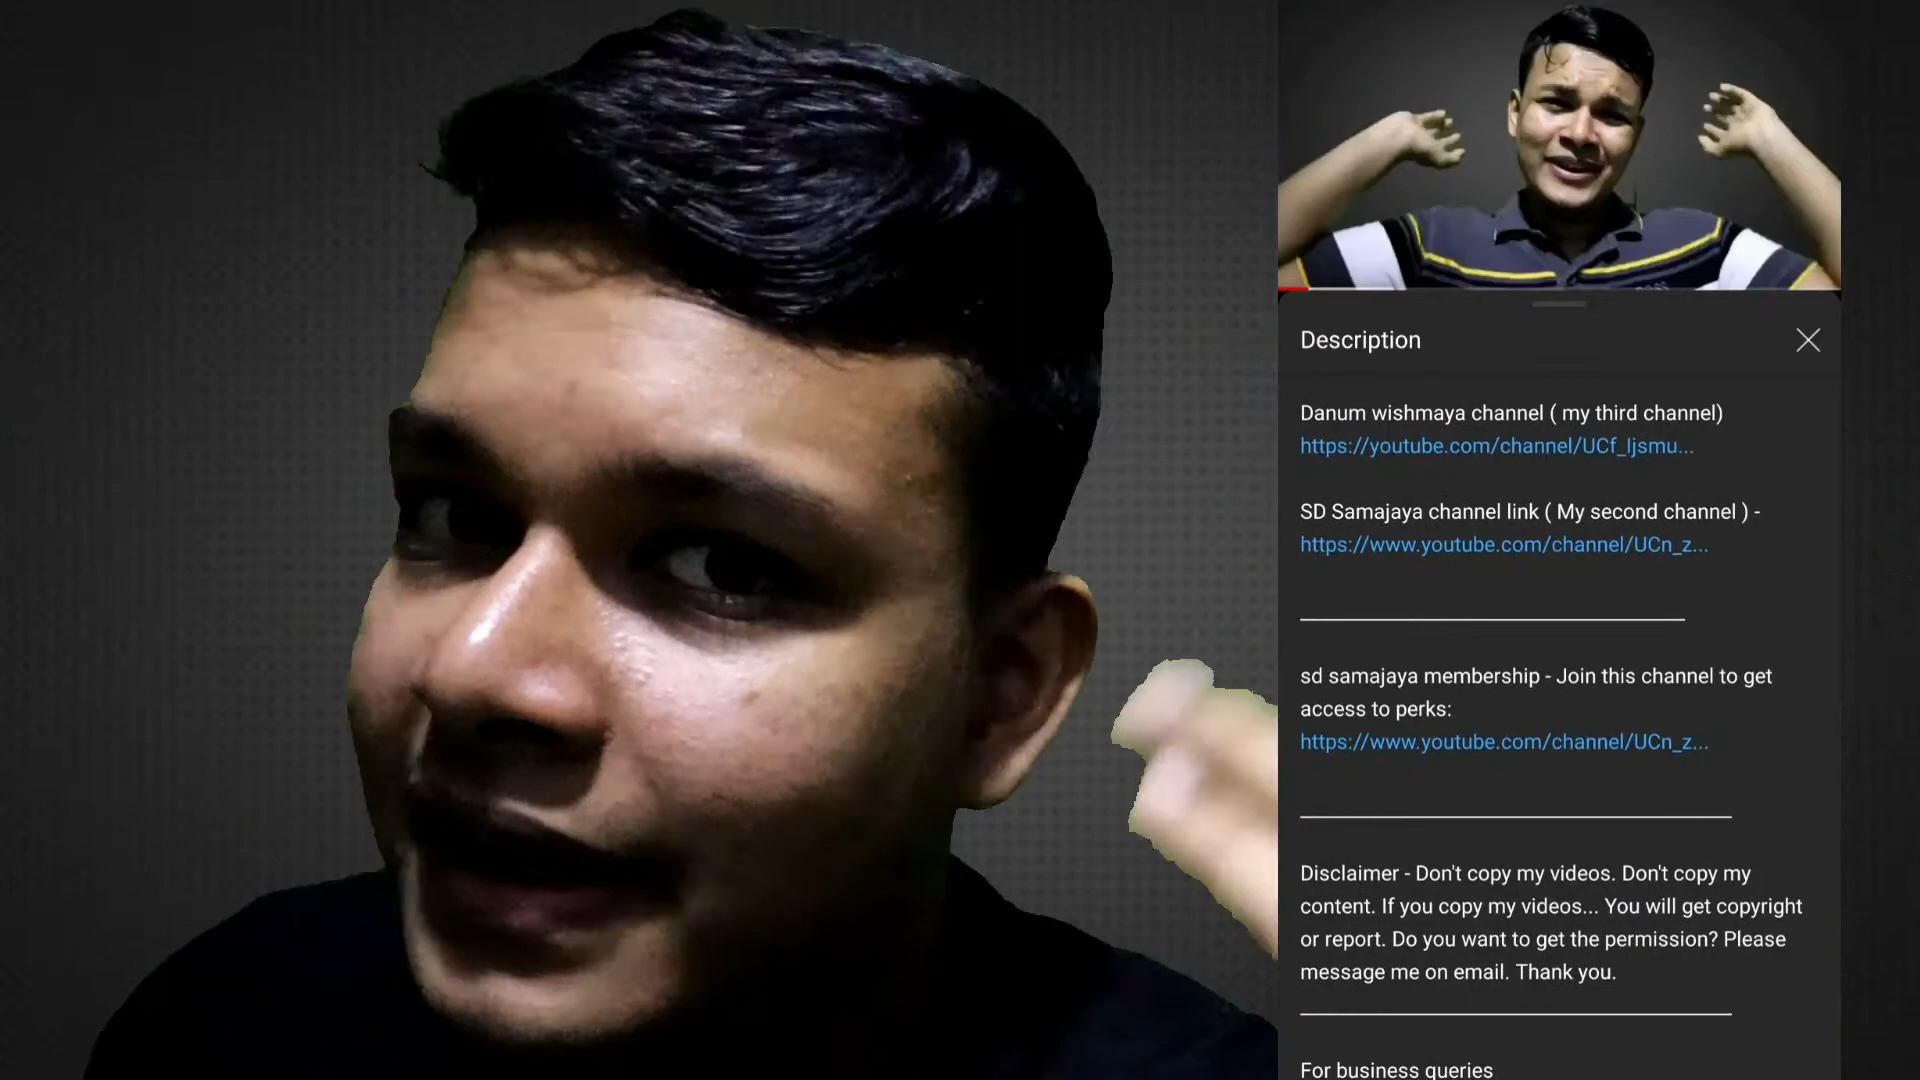 Description
Danum wishmaya channel ( my third channel)
https://youtube.com/channel/UCf_ljsmu...
SD Samajaya channel link ( My second channel ) -
https://www.youtube.com/channel/UCn_z...
sd samajaya membership - Join this channel to get
access to perks:
https://www.youtube.com/channel/UCn_z...
Disclaimer - Don't copy my videos. Don't copy my
content. If you copy my videos... You will get copyright
or report. Do you want to get the permission? Please
message me on email. Thank you.
For business queries